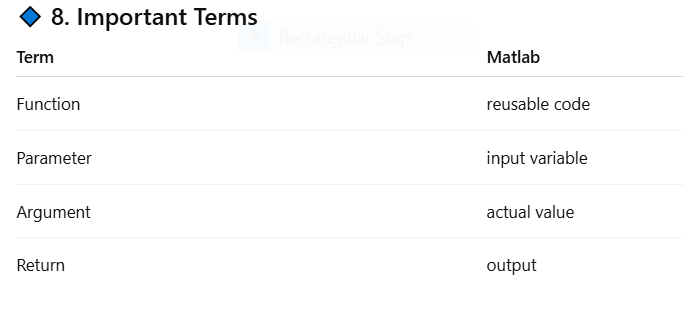 8. Important Terms
Rectangular Snip
Term Matlab
Function reusable code
Parameter input variable
Argument actual value
Return output